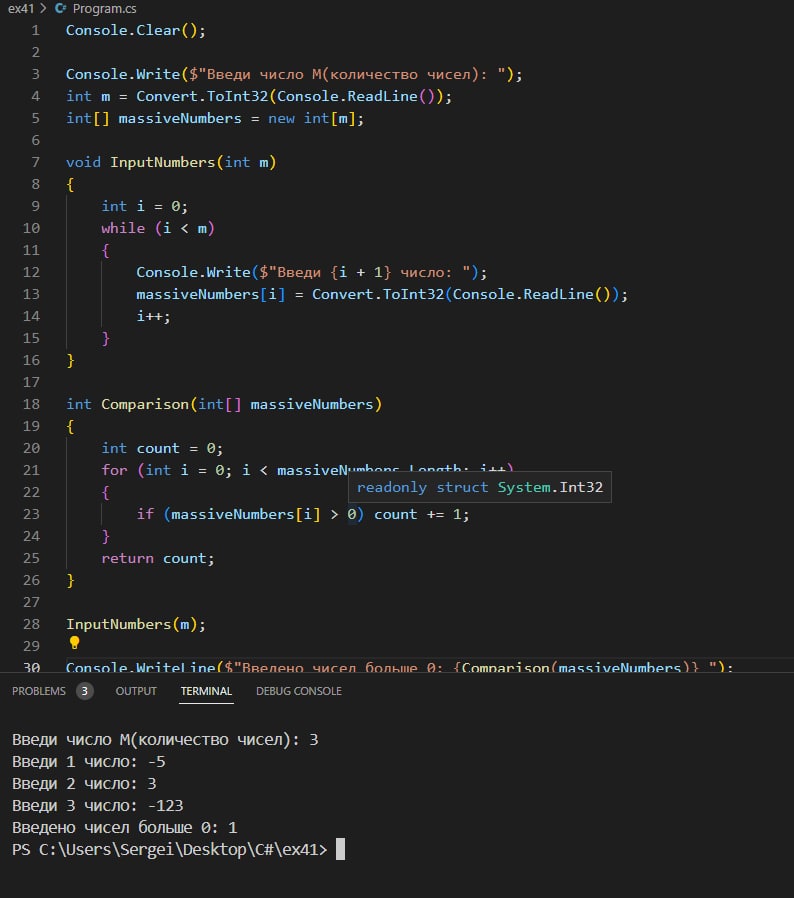 ex41 > Program.cs
1 Console.Clear();
2
3 Console.Write($"Введи число M(количество чисел): ");
4 int m = Convert.ToInt32(Console.ReadLine());
5 int[] massiveNumbers = new int[m];
6
7 void InputNumbers(int m)
8 {
9 int i = 0;
10 while (i < m)
11 {
12 Console.Write($"Введи {i + 1} число: ");
13 massiveNumbers[i] = Convert.ToInt32(Console.ReadLine());
14 i++;
15 }
16 }
17
18 int Comparison(int[] massiveNumbers)
19 {
20 int count = 0;
21 for (int i = 0; i < massiveNumbers.Length; i++)
readonly struct System.Int32
22 {
23 if (massiveNumbers[i] > 0) count += 1;
24 }
25 return count;
26 }
27
28 InputNumbers(m);
29
30 Console.WriteLine($"Введено чисел больше 0: {Comparison(massiveNumbers)} ");
PROBLEMS 3 OUTPUT TERMINAL DEBUG CONSOLE
Введи число M(количество чисел): 3
Введи 1 число: -5
Введи 2 число: 3
Введи 3 число: -123
Введено чисел больше 0: 1
PS C:\Users\Sergei\Desktop\C#\ex41>